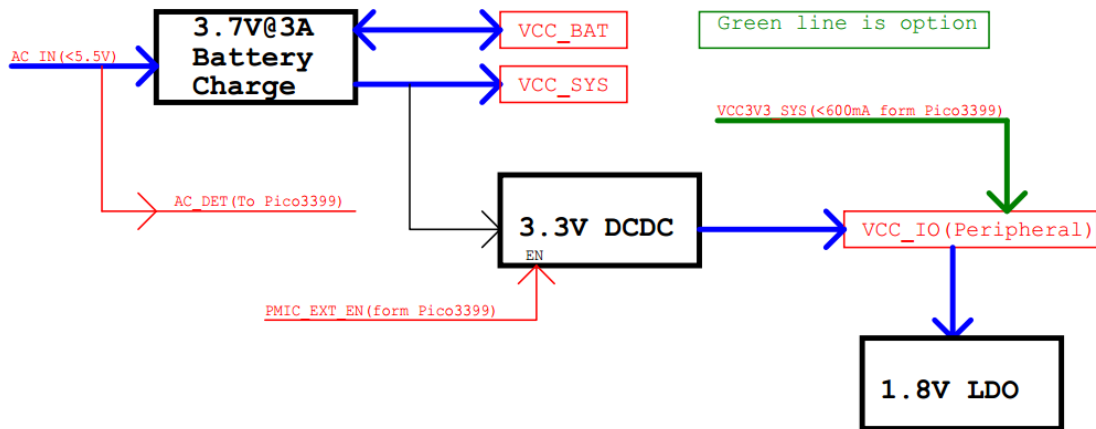 3.7V@3A
Battery
Charge
AC_IN(<5.5V)
VCC_BAT
VCC_SYS
Green line is option
VCC3V3_SYS(<600mA form Pico3399)
AC_DET(To Pico3399)
3.3V DCDC
EN
VCC_IO(Peripheral)
PMIC_EXT_EN(form Pico3399)
1.8V LDO